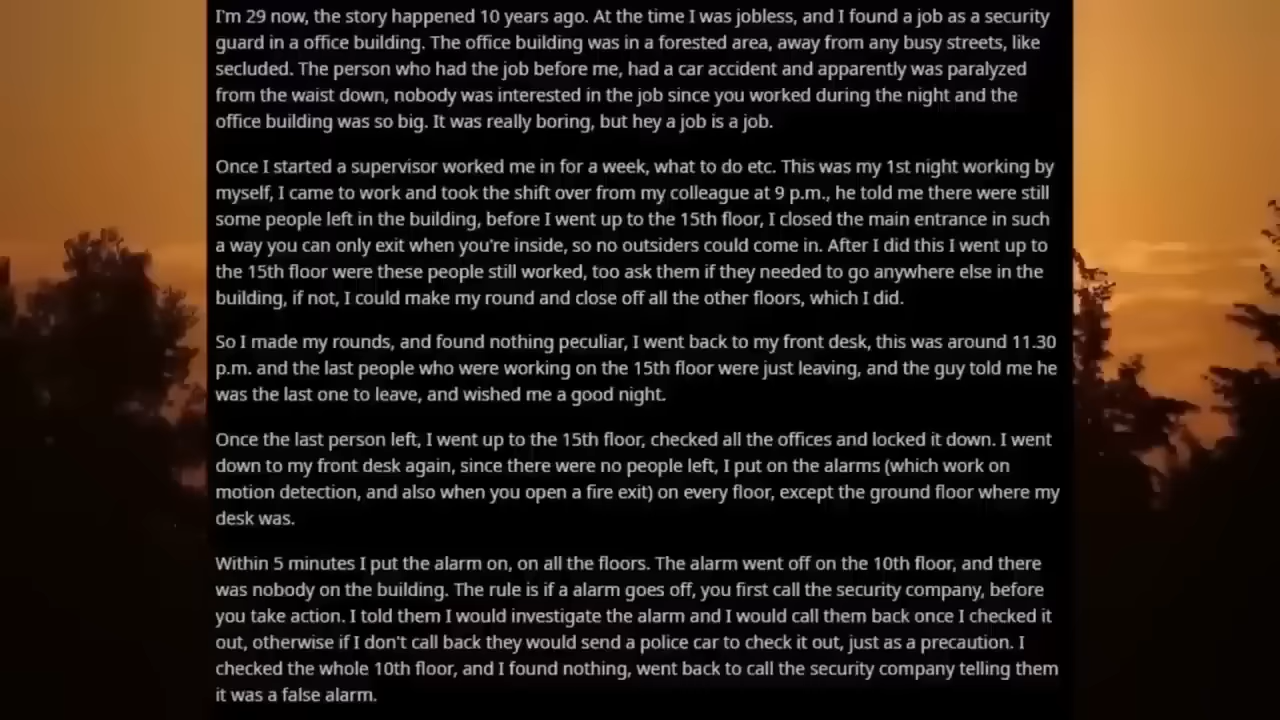 I'm 29 now, the story happened 10 years ago. At the time I was jobless, and I found a job as a security
guard in a office building. The office building was in a forested area, away from any busy streets, like
secluded. The person who had the job before me, had a car accident and apparently was paralyzed
from the waist down, nobody was interested in the job since you worked during the night and the
office building was so big. It was really boring, but hey a job is a job.
Once I started a supervisor worked me in for a week, what to do etc. This was my 1st night working by
myself, I came to work and took the shift over from my colleague at 9 p.m., he told me there were still
some people left in the building, before I went up to the 15th floor, I closed the main entrance in such
a way you can only exit when you're inside, so no outsiders could come in. After I did this I went up to
the 15th floor were these people still worked, too ask them if they needed to go anywhere else in the
building, if not, I could make my round and close off all the other floors, which I did.
So I made my rounds, and found nothing peculiar, I went back to my front desk, this was around 11.30
p.m. and the last people who were working on the 15th floor were just leaving, and the guy told me he
was the last one to leave, and wished me a good night.
Once the last person left, I went up to the 15th floor, checked all the offices and locked it down. I went
down to my front desk again, since there were no people left, I put on the alarms (which work on
motion detection, and also when you open a fire exit) on every floor, except the ground floor where my
desk was.
Within 5 minutes I put the alarm on, on all the floors. The alarm went off on the 10th floor, and there
was nobody on the building. The rule is if a alarm goes off, you first call the security company, before
you take action. I told them I would investigate the alarm and I would call them back once I checked it
out, otherwise if I don't call back they would send a police car to check it out, just as a precaution. I
checked the whole 10th floor, and I found nothing, went back to call the security company telling them
it was a false alarm.